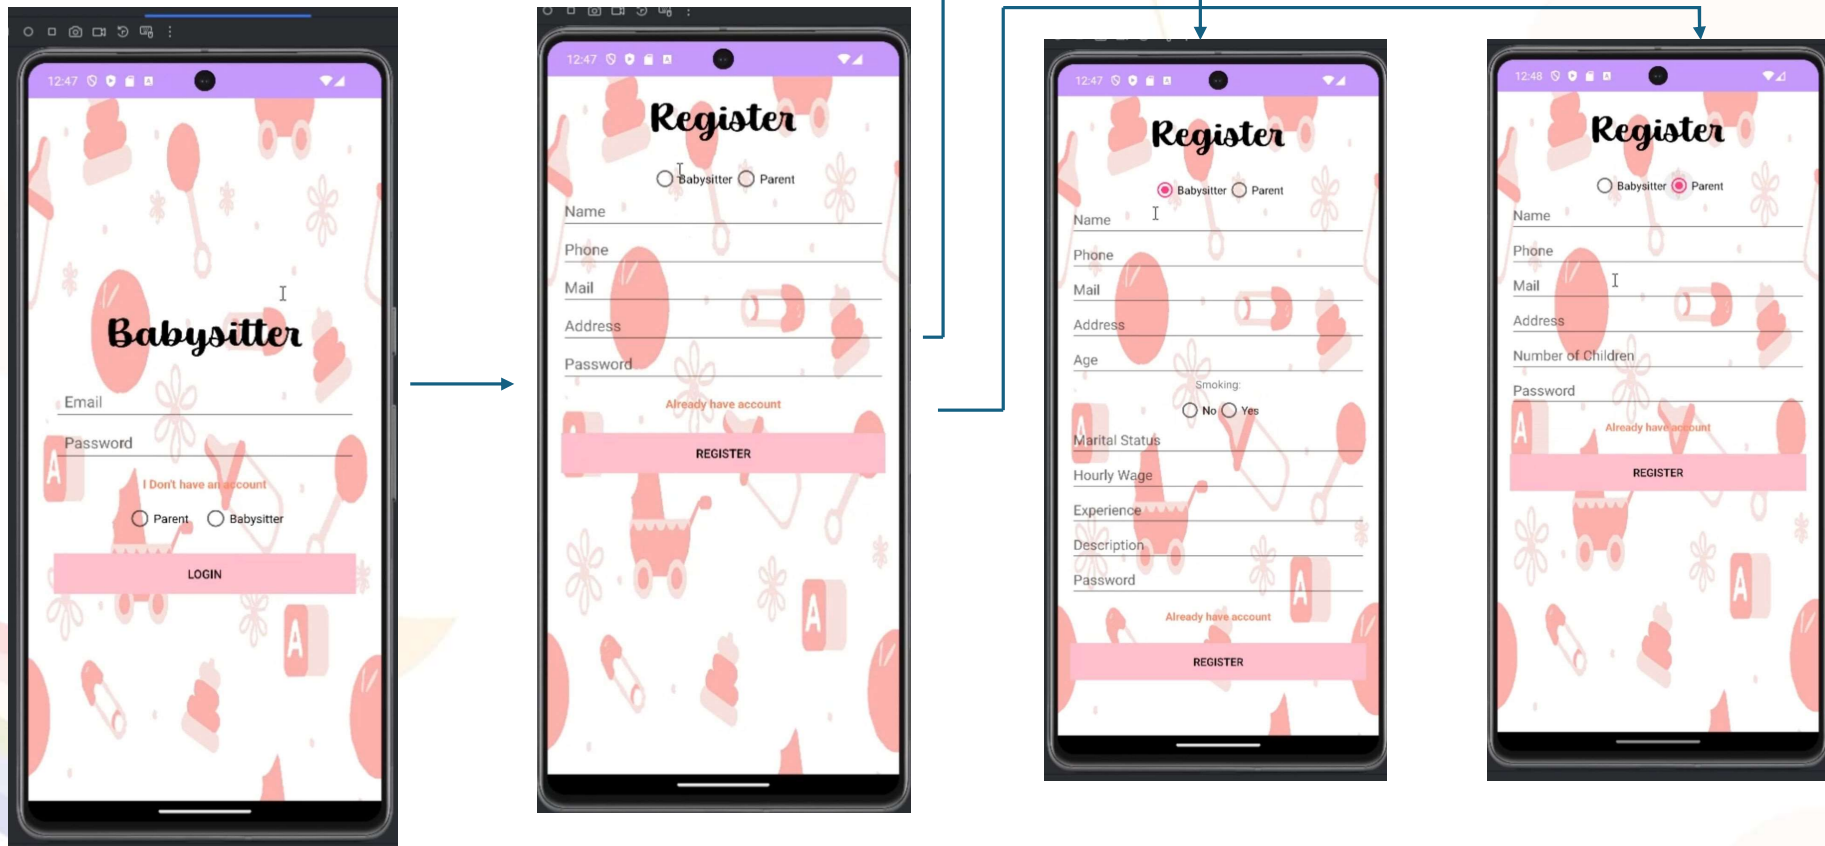 12:47
Babysitter
Email
Password
I Don't have an account
Parent Babysitter
LOGIN
A
A
12:47
Register
Babysitter Parent
Name
Phone
Mail
Address
Password
Already have account
REGISTER
A
12:47
Register
Babysitter Parent
Name
Phone
Mail
Address
Age
Smoking:
No Yes
Marital Status
Hourly Wage
Experience
Description
Password
Already have account
REGISTER
A
A
12:48
Register
Babysitter Parent
Name
Phone
Mail
Address
Number of Children
Password
Already have account
REGISTER
A
A